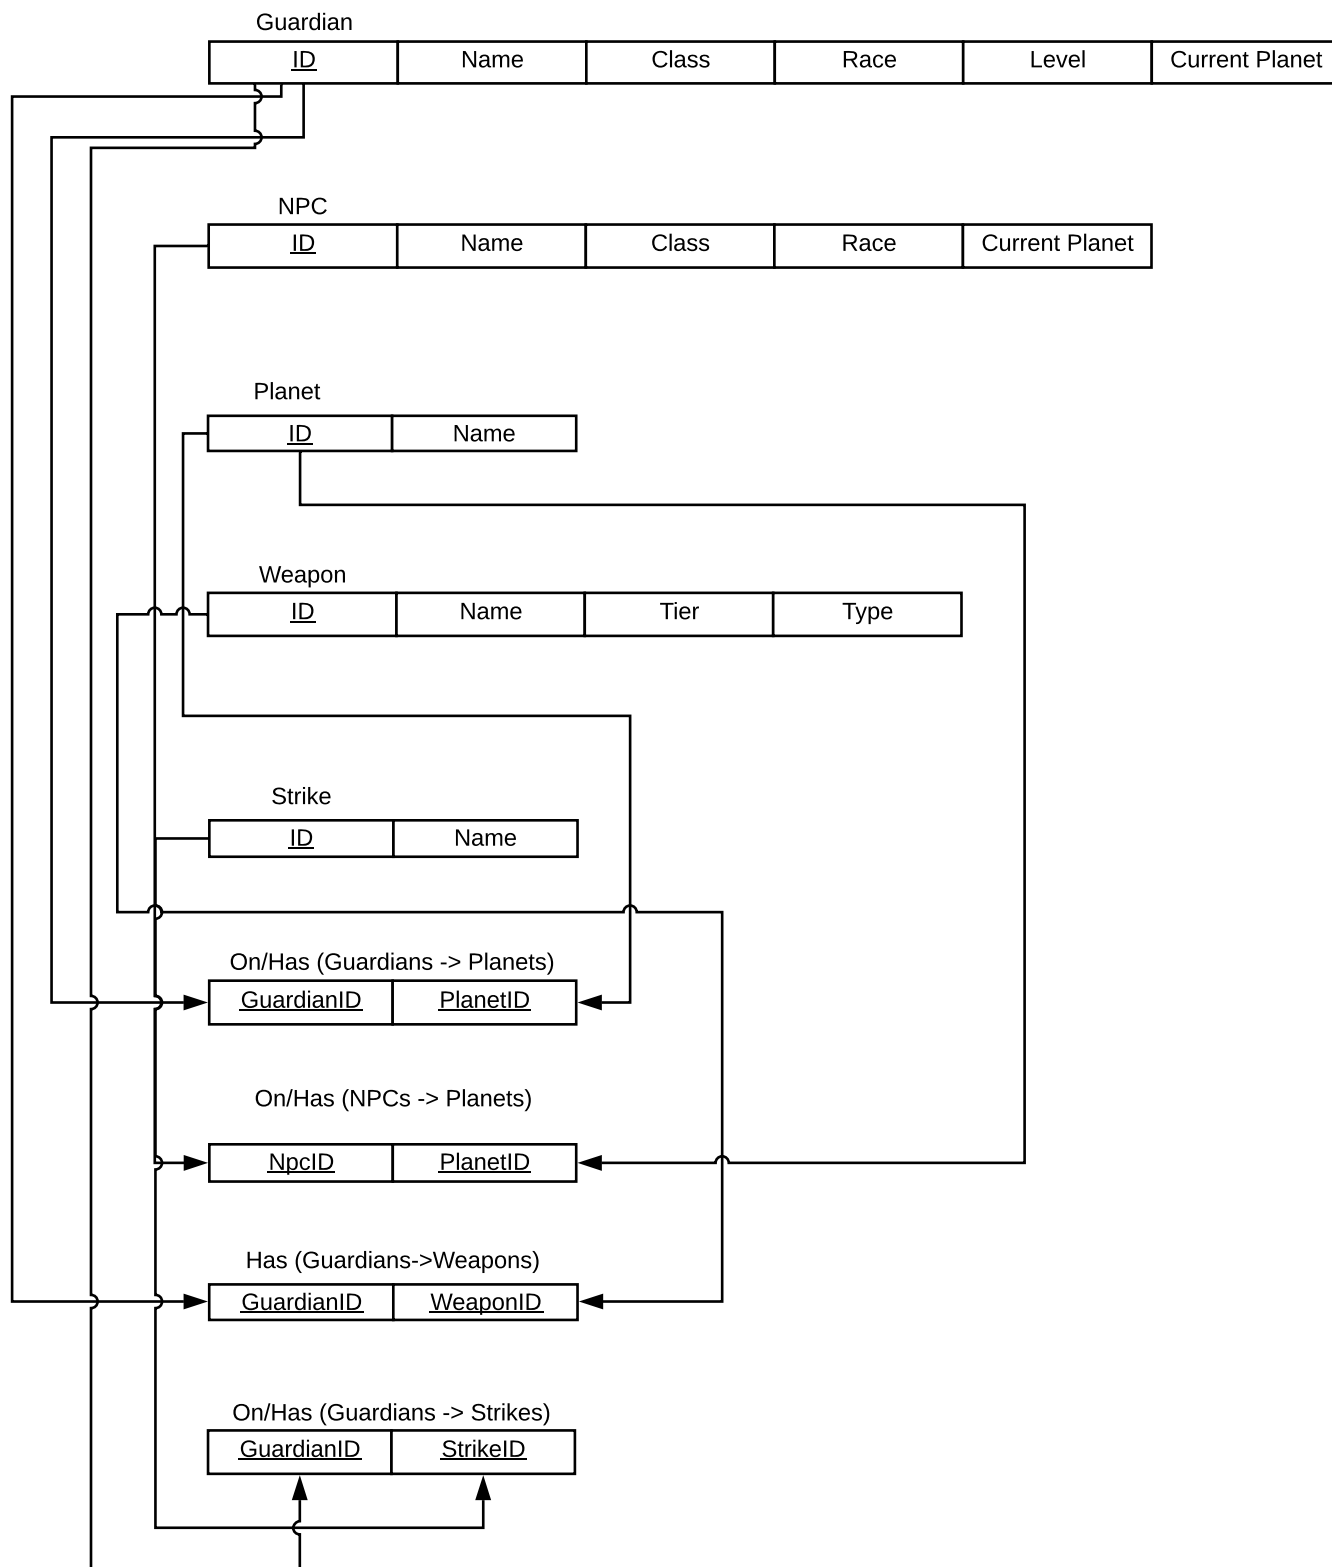 Guardian
ID Name Class Race Level Current Planet
NPC
ID Name Class Race Current Planet
Planet
ID Name
Weapon
ID Name Tier Type
Strike
ID Name
On/Has (Guardians -> Planets)
GuardianID PlanetID
On/Has (NPCs -> Planets)
NpcID PlanetID
Has (Guardians->Weapons)
GuardianID WeaponID
On/Has (Guardians -> Strikes)
GuardianID StrikeID